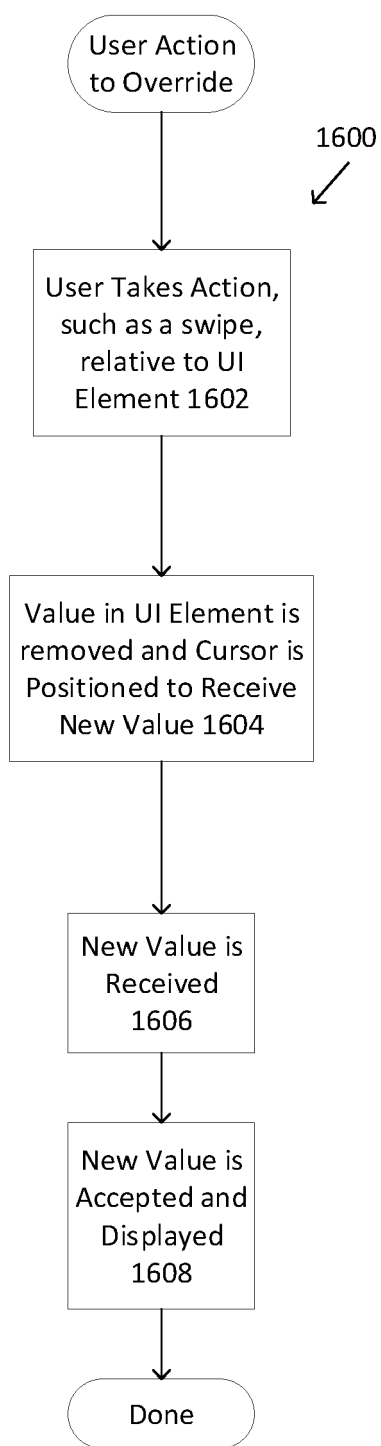 User Action
to Override
1600
User Takes Action,
such as a swipe,
relative to UI
Element 1602
Value in UI Element is
removed and Cursor is
Positioned to Receive
New Value 1604
New Value is
Received
1606
New Value is
Accepted and
Displayed
1608
Done